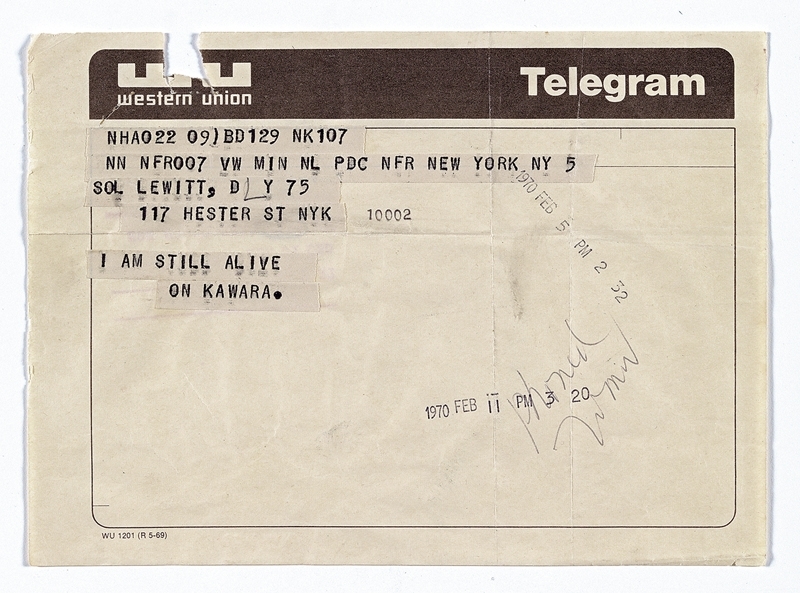 western union
Telegram
NHA022 09)BD129 NK107
NN NFR007 VW MIN NL PDC NFR NEW YORK NY 5
SOL LEWITT, DLY 75
117 HESTER ST NYK 10002
1970 FEB 5 PM 2 32
I AM STILL ALIVE
ON KAWARA.
phoned
1970 FEB 11 PM 3 20
WU 1201 (R 5-69)